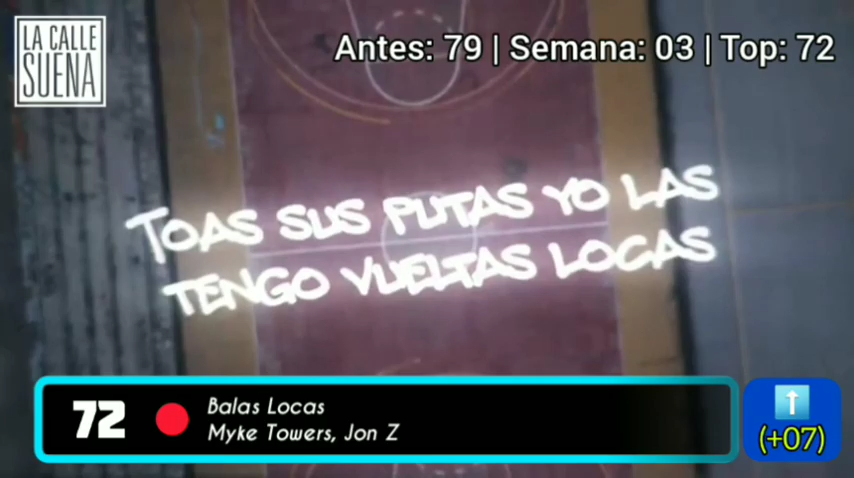 LA CALLE
SUENA
Antes: 79 | Semana: 03 | Top: 72
TOAS SUS PUTAS YO LAS
TENGO VUELTAS LOCAS
72
Balas Locas
Myke Towers, Jon Z
(+07)